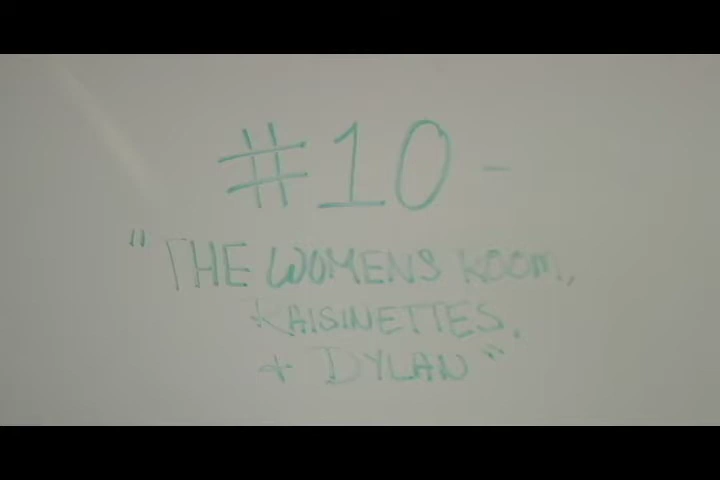 #10 -
"THE WOMENS ROOM,
RAISINETTES,
+ DYLAN"